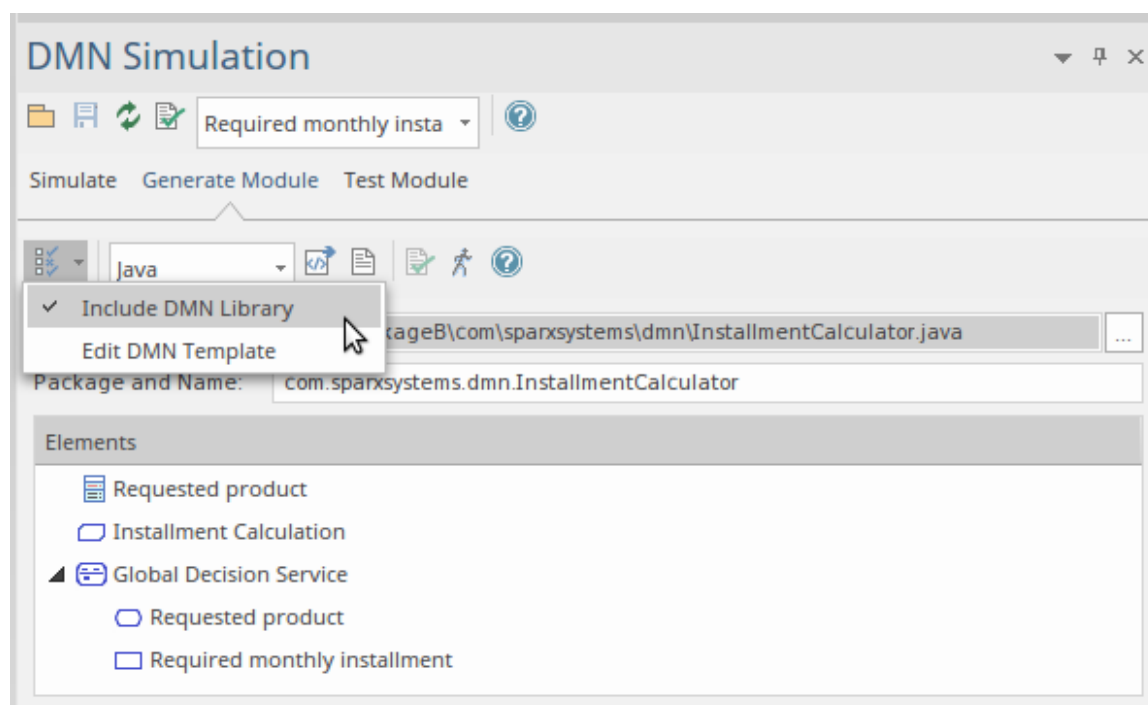 DMN Simulation
Required monthly insta
Simulate Generate Module Test Module
Java
Include DMN Library
kageB\com\sparxsystems\dmn\InstallmentCalculator.java
...
Edit DMN Template
Package and Name: com.sparxsystems.dmn.InstallmentCalculator
Elements
Requested product
Installment Calculation
Global Decision Service
Requested product
Required monthly installment